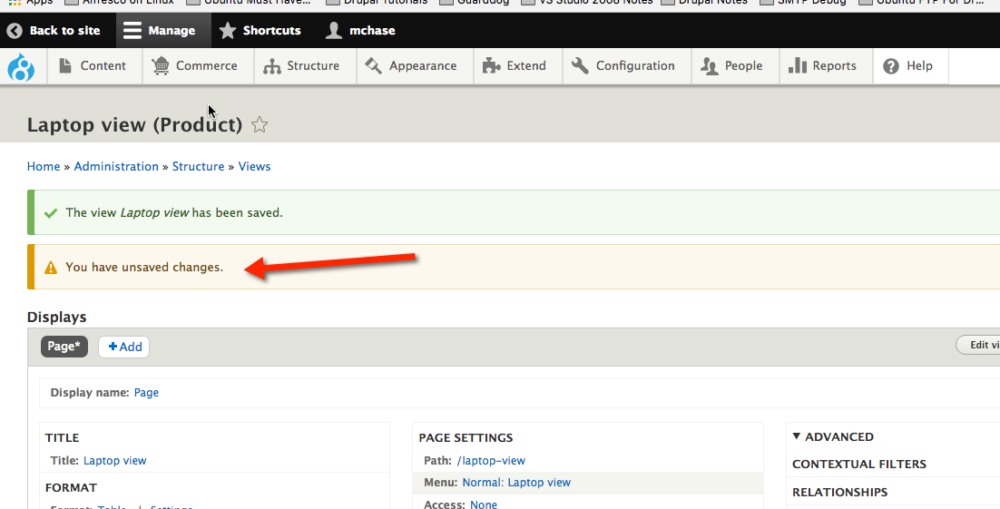 Apps Alfresco on Linux Ubuntu Must Have... Drupal Tutorials Guarddog VS Studio 2008 Notes Drupal Notes SMTP Debug Ubuntu FTP For Dr...
Back to site Manage Shortcuts mchase
Content Commerce Structure Appearance Extend Configuration People Reports Help
Laptop view (Product)
Home » Administration » Structure » Views
The view Laptop view has been saved.
You have unsaved changes.
Displays
Page* +Add
Edit vi
Display name: Page
TITLE
Title: Laptop view
FORMAT
Format: Table | Settings
PAGE SETTINGS
Path: /laptop-view
Menu: Normal: Laptop view
Access: None
▼ ADVANCED
CONTEXTUAL FILTERS
RELATIONSHIPS